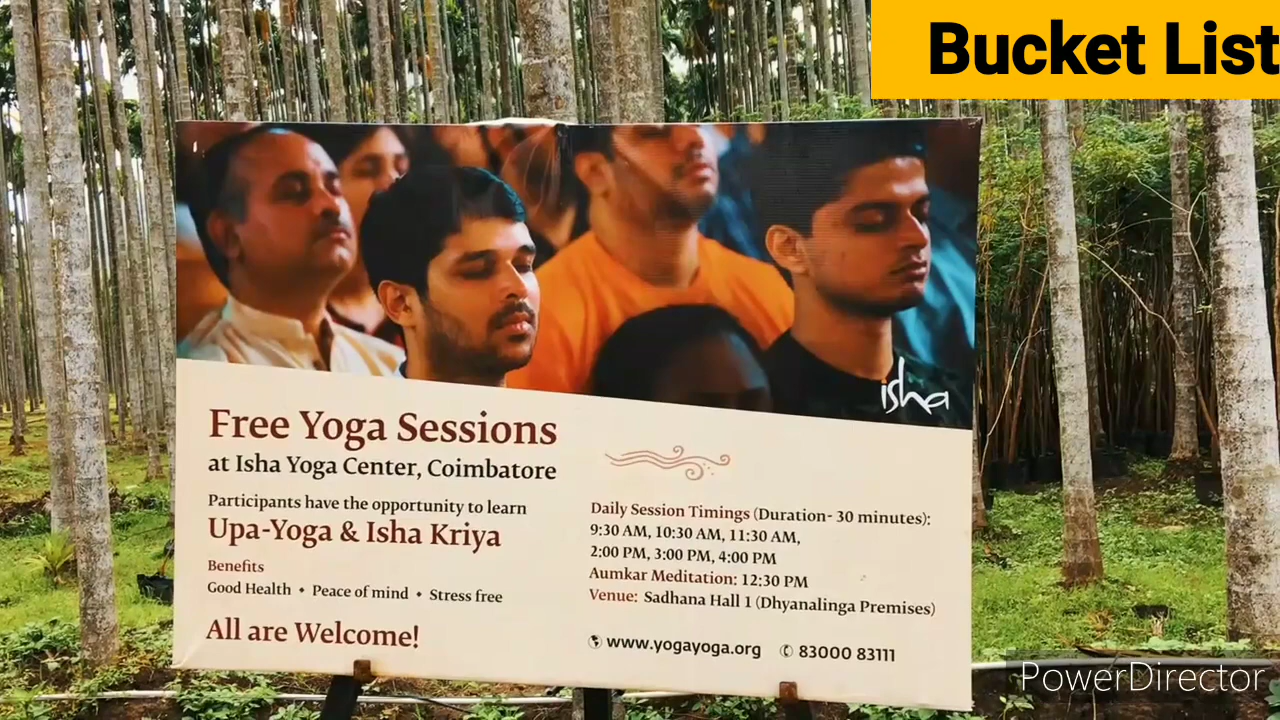 Bucket List
isha
Free Yoga Sessions
at Isha Yoga Center, Coimbatore
Participants have the opportunity to learn
Upa-Yoga & Isha Kriya
Benefits
Good Health • Peace of mind • Stress free
All are Welcome!
Daily Session Timings (Duration- 30 minutes):
9:30 AM, 10:30 AM, 11:30 AM,
2:00 PM, 3:00 PM, 4:00 PM
Aumkar Meditation: 12:30 PM
Venue: Sadhana Hall 1 (Dhyanalinga Premises)
www.yogayoga.org 83000 83111
PowerDirector